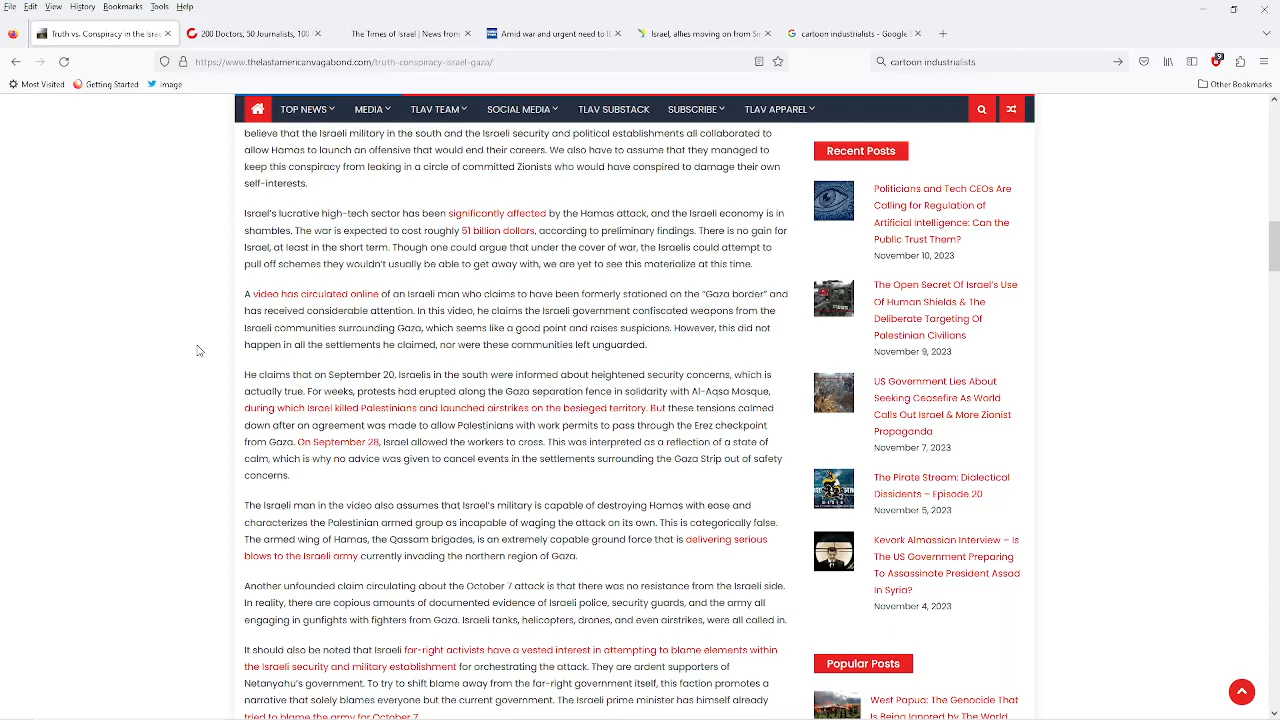 File Edit View History Bookmarks Tools Help
Truth vs. Conspiracy in the Israe
200 Doctors, 50 Journalists, 100
The Times of Israel | News from
Amid war and urgent need to ID
Israel, allies moving on from Sin
cartoon industrialists - Google S
https://www.thelastamericanvagabond.com/truth-conspiracy-israel-gaza/
cartoon industrialists
Most Visited Getting Started Image
Other Bookmarks
TOP NEWS MEDIA TLAV TEAM SOCIAL MEDIA TLAV SUBSTACK SUBSCRIBE TLAV APPAREL
believe that the Israeli military in the south and the Israeli security and political establishments all collaborated to
allow Hamas to launch an offensive that would end their careers. We also have to assume that they managed to
keep this conspiracy from leaking in a circle of committed Zionists who would have conspired to damage their own
self-interests.
Israel's lucrative high-tech sector has been significantly affected by the Hamas attack, and the Israeli economy is in
shambles. The war is expected to cost roughly 51 billion dollars, according to preliminary findings. There is no gain for
Israel, at least in the short term. Though one could argue that under the cover of war, the Israelis could attempt to
pull off schemes they wouldn't usually be able to get away with, we are yet to see this materialize at this time.
A video has circulated online of an Israeli man who claims to have been formerly stationed on the “Gaza border” and
has received considerable attention. In this video, he claims the Israeli government confiscated weapons from the
Israeli communities surrounding Gaza, which seems like a good point and raises suspicions. However, this did not
happen in all the settlements he claimed, nor were these communities left unguarded.
He claims that on September 20, Israelis in the south were informed about heightened security concerns, which is
actually true. For weeks, protests had erupted along the Gaza separation fence in solidarity with Al-Aqsa Mosque,
during which Israel killed Palestinians and launched airstrikes on the besieged territory. But these tensions calmed
down after an agreement was made to allow Palestinians with work permits to pass through the Erez checkpoint
from Gaza. On September 28, Israel allowed the workers to cross. This was interpreted as a reflection of a state of
calm, which is why no advice was given to cancel events in the settlements surrounding the Gaza Strip out of safety
concerns.
The Israeli man in the video also assumes that Israel's military is capable of destroying Hamas with ease and
characterizes the Palestinian armed group as incapable of waging the attack on its own. This is categorically false.
The armed wing of Hamas, the Qassam brigades, is an extremely capable ground force that is delivering serious
blows to the Israeli army currently invading the northern region of Gaza.
Another unfounded claim circulating about the October 7 attack is that there was no resistance from the Israeli side.
In reality, there are copious amounts of documented evidence of Israeli police, security guards, and the army all
engaging in gunfights with fighters from Gaza. Israeli tanks, helicopters, drones, and even airstrikes, were all called in.
It should also be noted that Israeli far-right activists have a vested interest in attempting to blame elements within
the Israeli security and military establishment for orchestrating the attack. They are ardent supporters of
Netanyahu's government. To try to shift blame away from the far-right government itself, this faction promotes a
narrative that solely blames everyone but the government. The Israeli prime minister has himself already
tried to blame the army for October 7.
Recent Posts
Politicians and Tech CEOs Are
Calling for Regulation of
Artificial Intelligence: Can the
Public Trust Them?
November 10, 2023
The Open Secret Of Israel's Use
Of Human Shields & The
Deliberate Targeting Of
Palestinian Civilians
November 9, 2023
US Government Lies About
Seeking Ceasefire As World
Calls Out Israel & More Zionist
Propaganda
November 7, 2023
The Pirate Stream: Dialectical
Dissidents – Episode 20
November 5, 2023
Kevork Almassian Interview – Is
The US Government Preparing
To Assassinate President Assad
In Syria?
November 4, 2023
Popular Posts
West Papua: The Genocide That
Is Being Ignored by The World